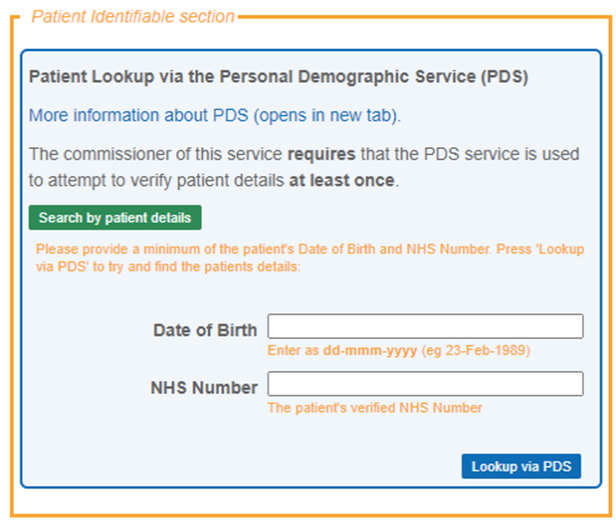 Patient Identifiable section
Patient Lookup via the Personal Demographic Service (PDS)
More information about PDS (opens in new tab).
The commissioner of this service requires that the PDS service is used
to attempt to verify patient details at least once.
Search by patient details
Please provide a minimum of the patient's Date of Birth and NHS Number. Press 'Lookup
via PDS' to try and find the patients details:
Date of Birth
Enter as dd-mmm-yyyy (eg 23-Feb-1989)
NHS Number
The patient's verified NHS Number
Lookup via PDS